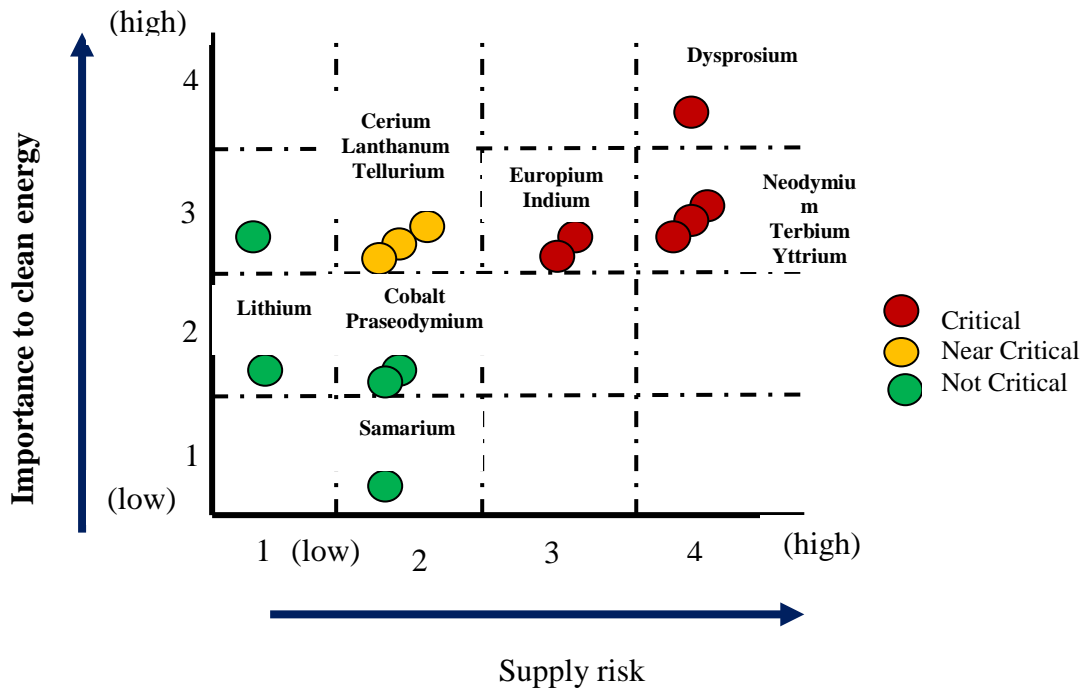 (high)
Dysprosium
4
Cerium
Lanthanum
Tellurium
Europium
Indium
Neodymiu
m
Terbium
Yttrium
3
Importance to clean energy
Lithium
Cobalt
Praseodymium
2
Critical
Near Critical
Not Critical
Samarium
1
(low)
1 (low) 2 3 4 (high)
Supply risk